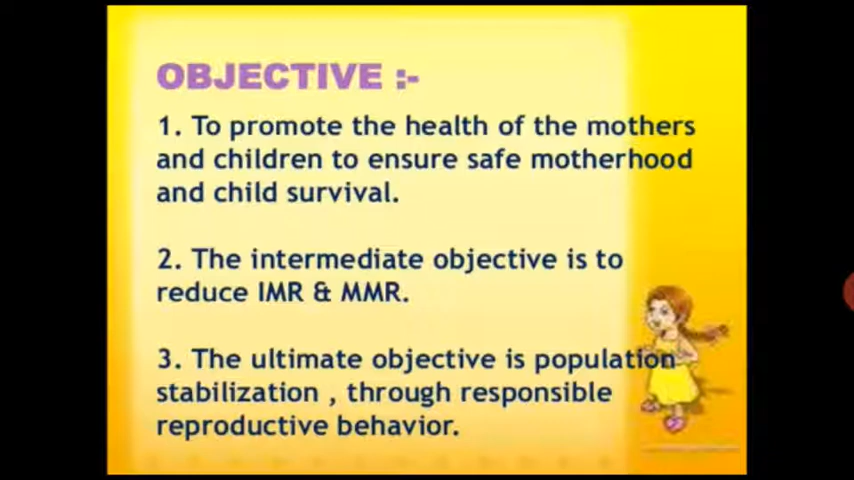 OBJECTIVE :-
1. To promote the health of the mothers
and children to ensure safe motherhood
and child survival.
2. The intermediate objective is to
reduce IMR & MMR.
3. The ultimate objective is population
stabilization , through responsible
reproductive behavior.